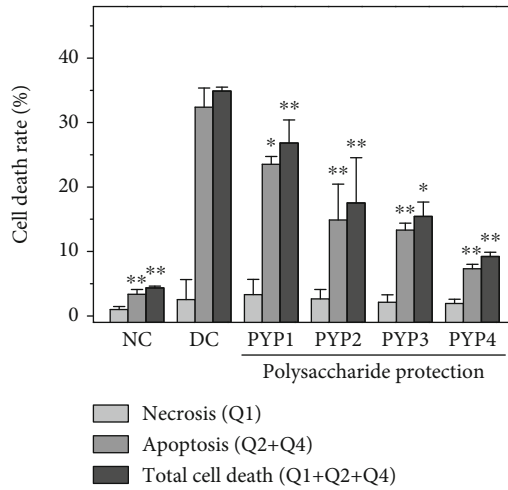 Cell death rate (%)
40
30
20
10
0
** **
* **
** **
** *
** **
NC DC PYP1 PYP2 PYP3 PYP4
Polysaccharide protection
Necrosis (Q1)
Apoptosis (Q2+Q4)
Total cell death (Q1+Q2+Q4)